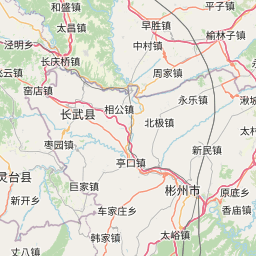 和盛镇
平子镇
早胜镇
太昌镇
榆林子镇
泾明乡
中村镇
长庆桥镇
周家镇
飞云镇
窑店镇
永乐镇
湫坡
相公镇
长武县
北极镇
太村
枣园镇
新民镇
亭口镇
灵台县
巨家镇
彬州市
新开乡
原底乡
车家庄乡
香庙镇
韩家镇
太峪镇
丈八镇